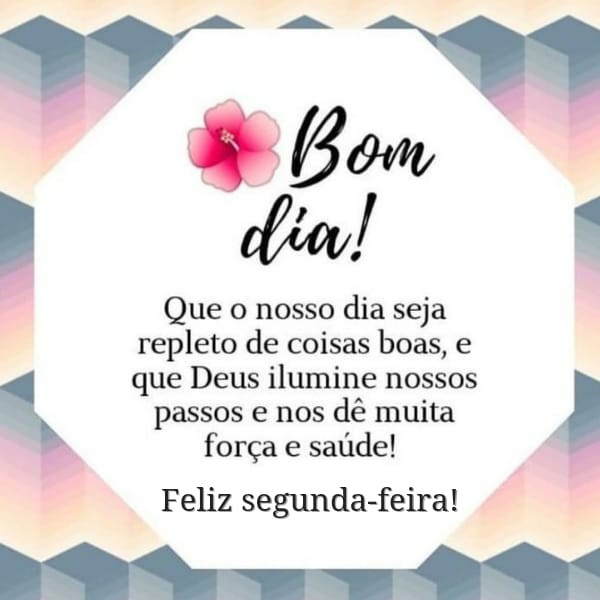 Bom
dia!
Que o nosso dia seja
repleto de coisas boas, e
que Deus ilumine nossos
passos e nos dê muita
força e saúde!
Feliz segunda-feira!